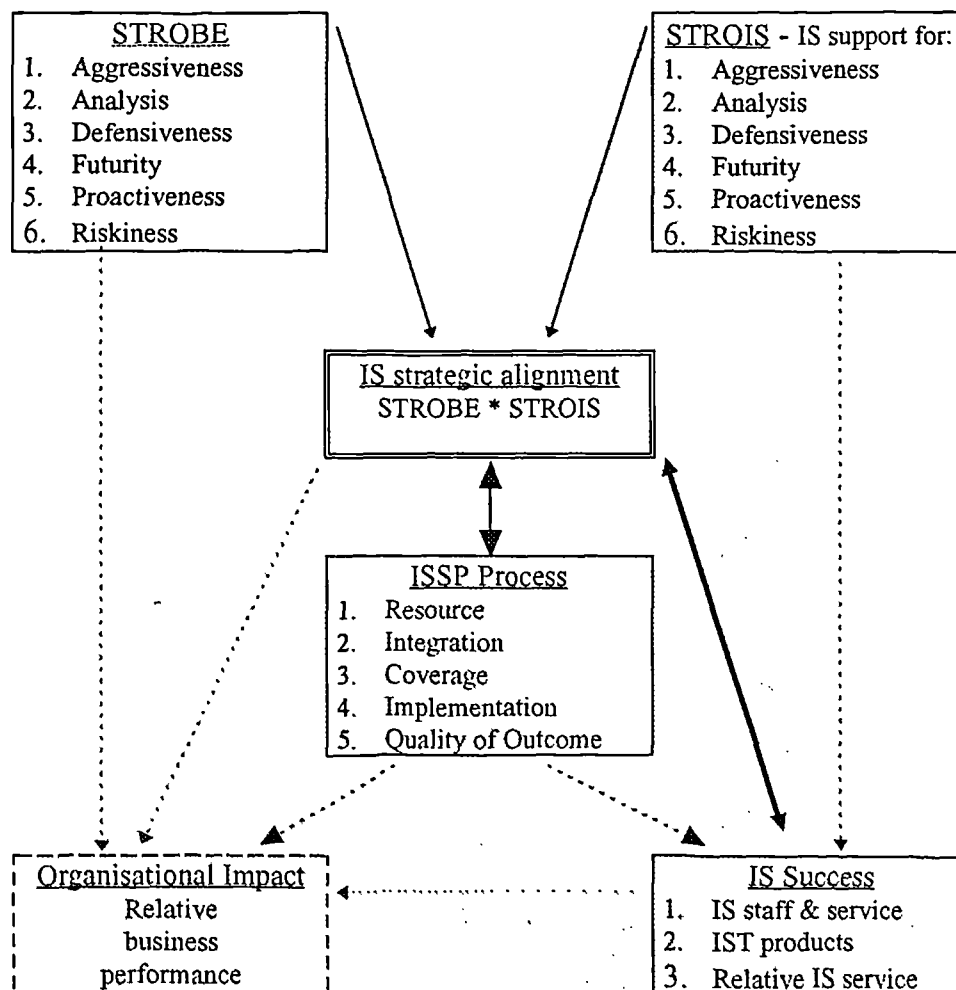 STROBE
1. Aggressiveness
2. Analysis
3. Defensiveness
4. Futurity
5. Proactiveness
6. Riskiness
STROIS - IS support for:
1. Aggressiveness
2. Analysis
3. Defensiveness
4. Futurity
5. Proactiveness
6. Riskiness
IS strategic alignment
STROBE * STROIS
ISSP Process
1. Resource
2. Integration
3. Coverage
4. Implementation
5. Quality of Outcome
Organisational Impact
Relative
business
performance
IS Success
1. IS staff & service
2. IST products
3. Relative IS service